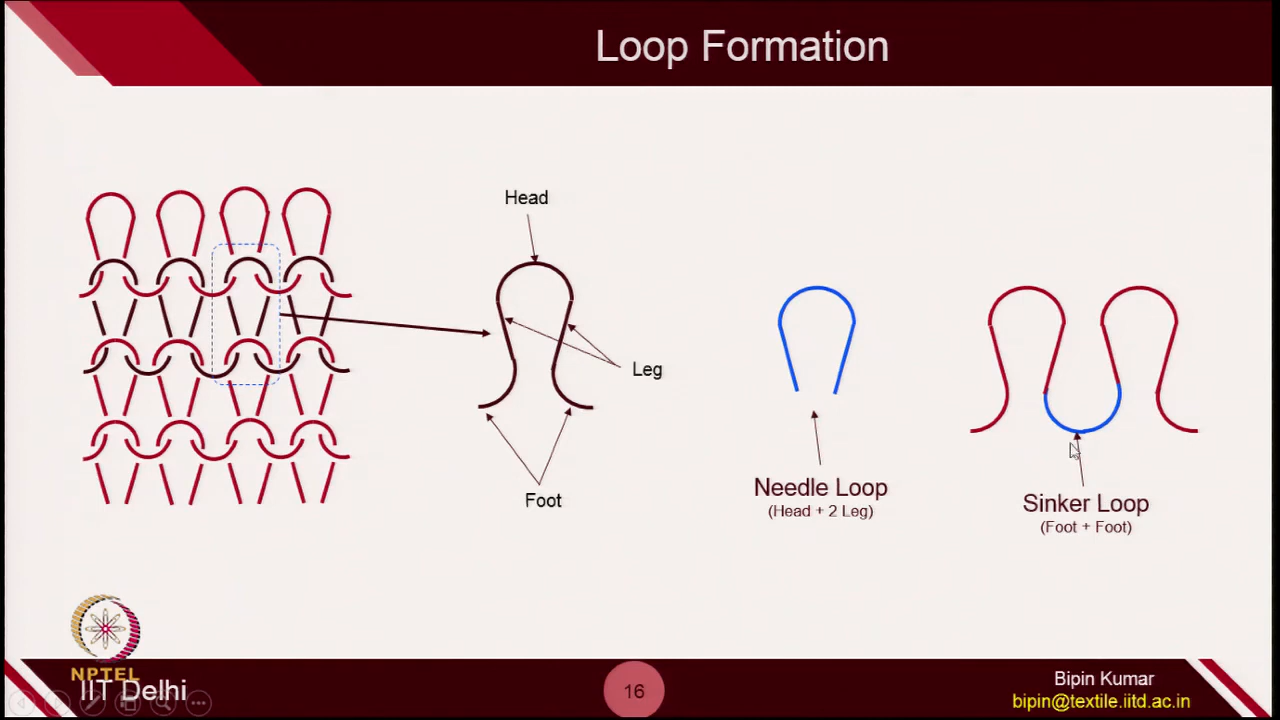 Loop Formation
Head
Leg
Foot
Needle Loop
(Head + 2 Leg)
Sinker Loop
(Foot + Foot)
NPTEL
IIT Delhi
16
Bipin Kumar
bipin@textile.iitd.ac.in